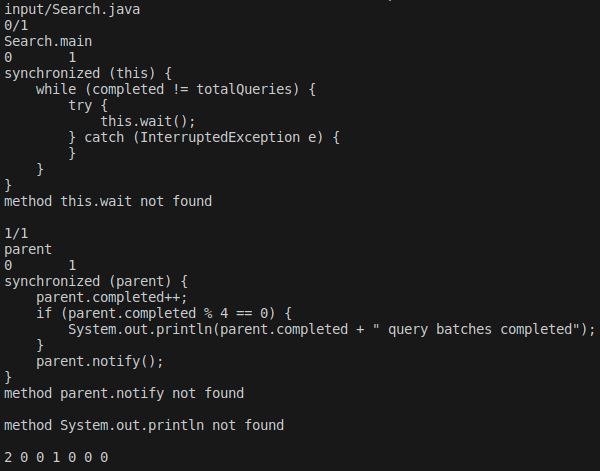 input/Search.java
0/1
Search.main
0       1
synchronized (this) {
    while (completed != totalQueries) {
        try {
            this.wait();
        } catch (InterruptedException e) {
        }
    }
}
method this.wait not found

1/1
parent
0       1
synchronized (parent) {
    parent.completed++;
    if (parent.completed % 4 == 0) {
        System.out.println(parent.completed + " query batches completed");
    }
    parent.notify();
}
method parent.notify not found

method System.out.println not found

2 0 0 1 0 0 0